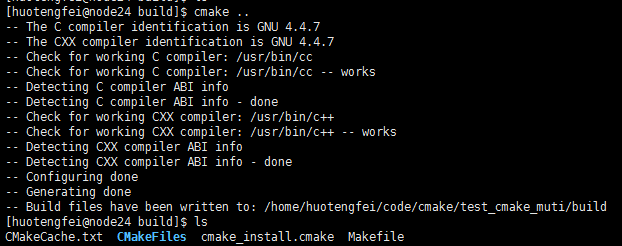 [huotengfei@node24 build]$ cmake ..
-- The C compiler identification is GNU 4.4.7
-- The CXX compiler identification is GNU 4.4.7
-- Check for working C compiler: /usr/bin/cc
-- Check for working C compiler: /usr/bin/cc -- works
-- Detecting C compiler ABI info
-- Detecting C compiler ABI info - done
-- Check for working CXX compiler: /usr/bin/c++
-- Check for working CXX compiler: /usr/bin/c++ -- works
-- Detecting CXX compiler ABI info
-- Detecting CXX compiler ABI info - done
-- Configuring done
-- Generating done
-- Build files have been written to: /home/huotengfei/code/cmake/test_cmake_muti/build
[huotengfei@node24 build]$ ls
CMakeCache.txt  CMakeFiles  cmake_install.cmake  Makefile